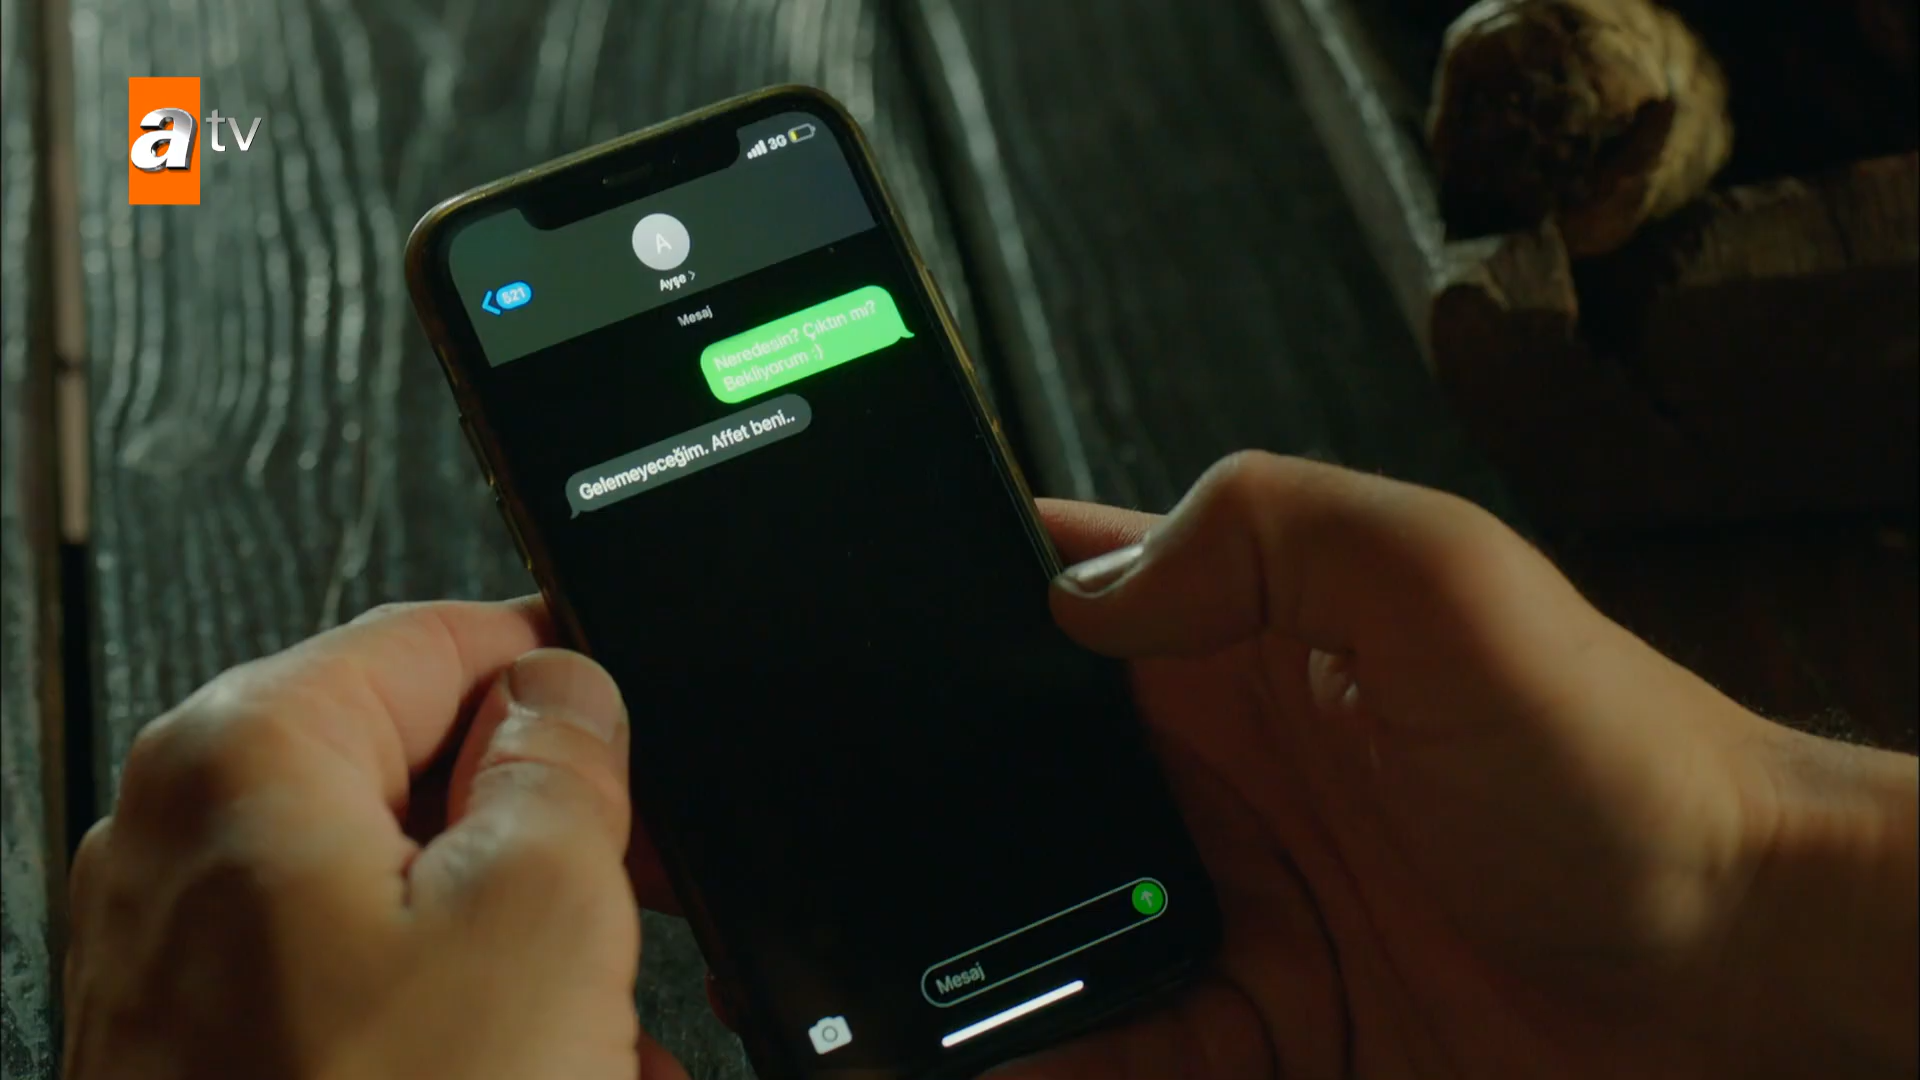 atv
3G
A
521
Ayşe >
Mesaj
Neredesin? Çıktın mı?
Bekliyorum :)
Gelemeyeceğim. Affet beni..
Mesaj